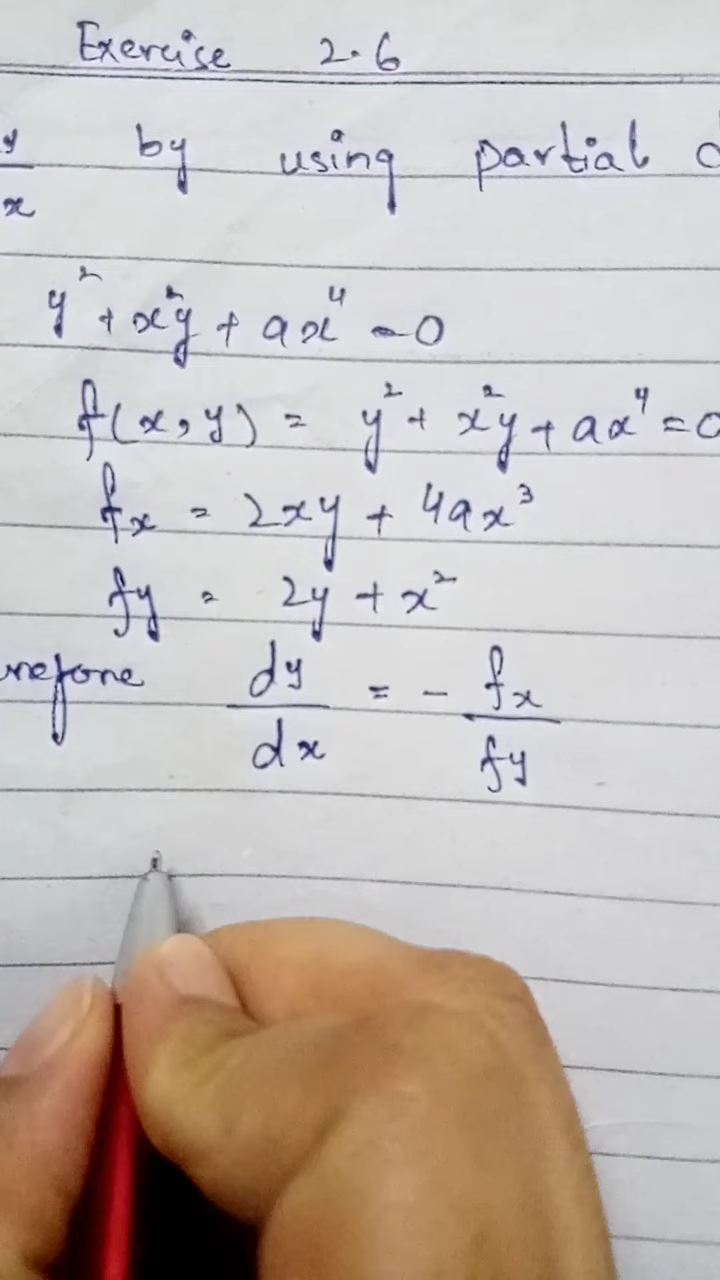 Exercise 2.6
y/x by using partial d
y² + x²y + ax⁴ = 0
f(x, y) = y² + x²y + ax⁴ = 0
fx = 2xy + 4ax³
fy = 2y + x²
refore dy/dx = - fx/fy